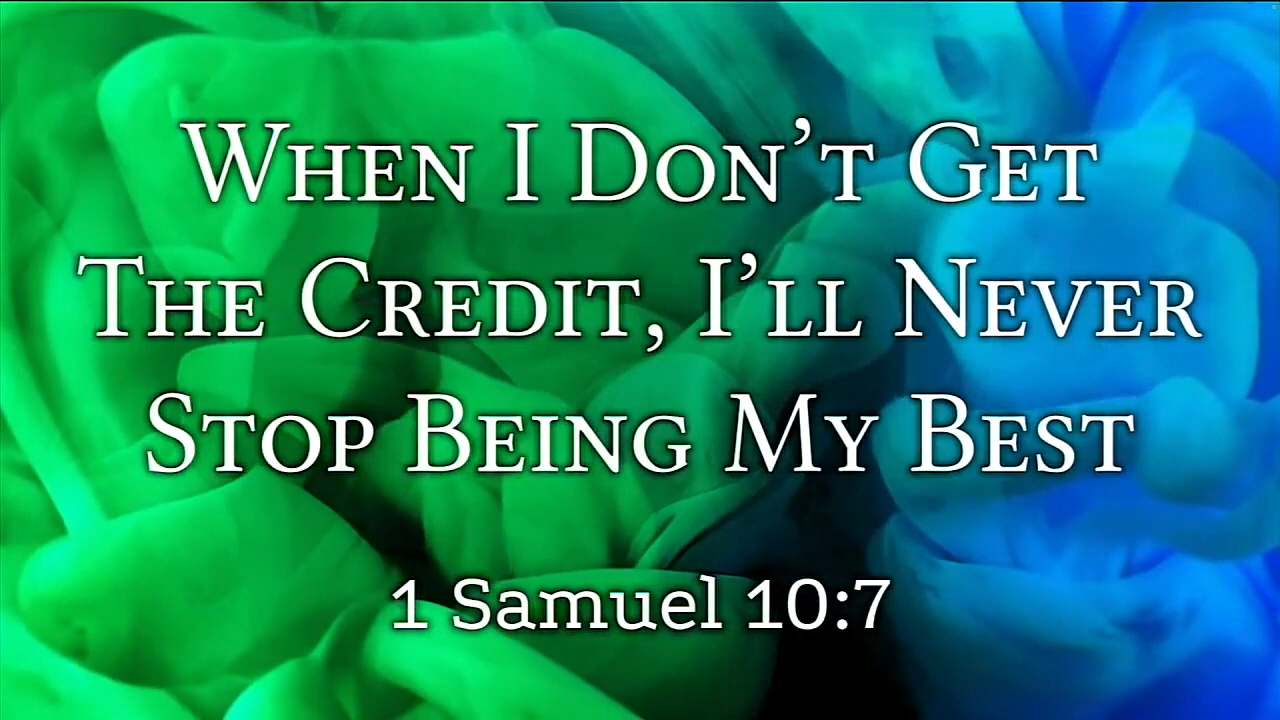 When I Don't Get
The Credit, I'll Never
Stop Being My Best
1 Samuel 10:7